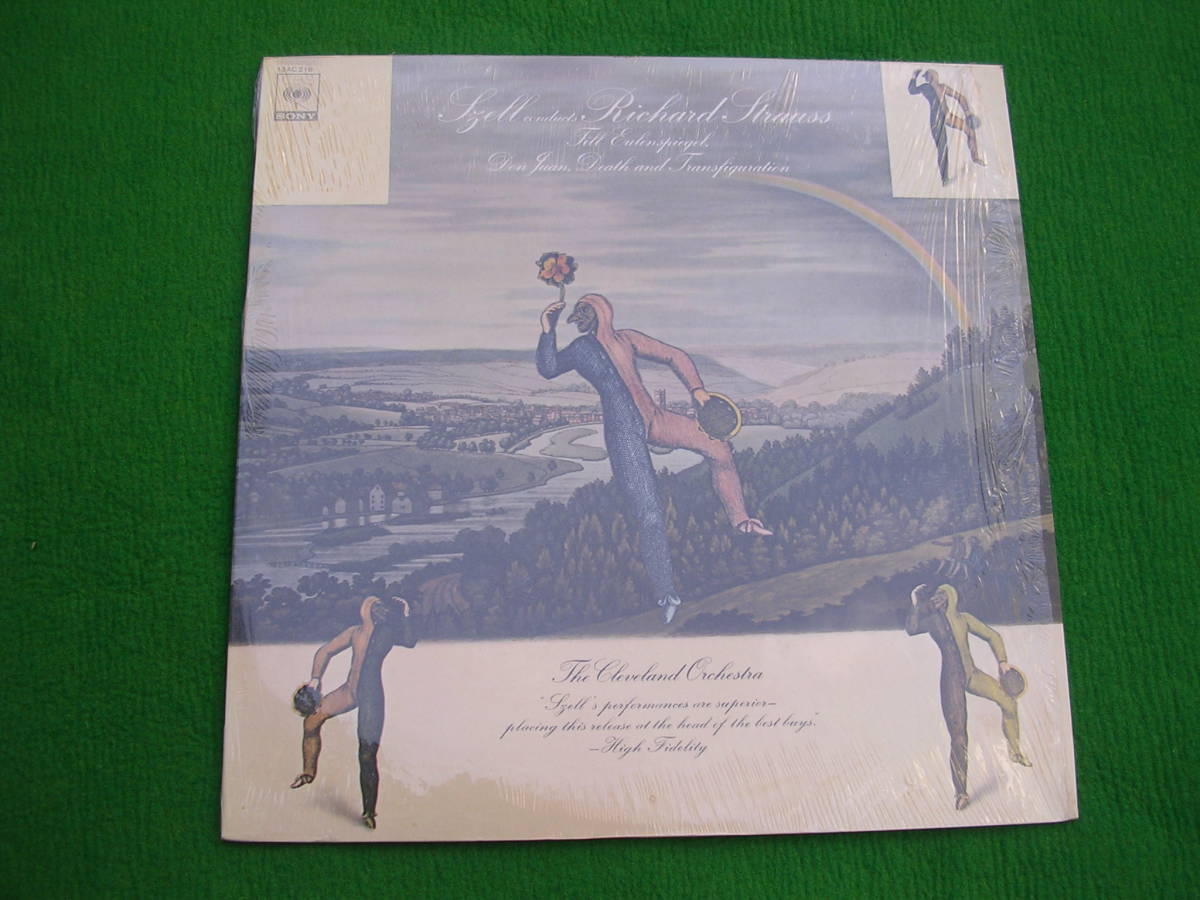 13AC218
SONY
Szell conducts Richard Strauss
Till Eulenspiegel,
Don Juan, Death and Transfiguration
The Cleveland Orchestra
"Szell's performances are superior—
placing this release at the head of the best buys."
—High Fidelity